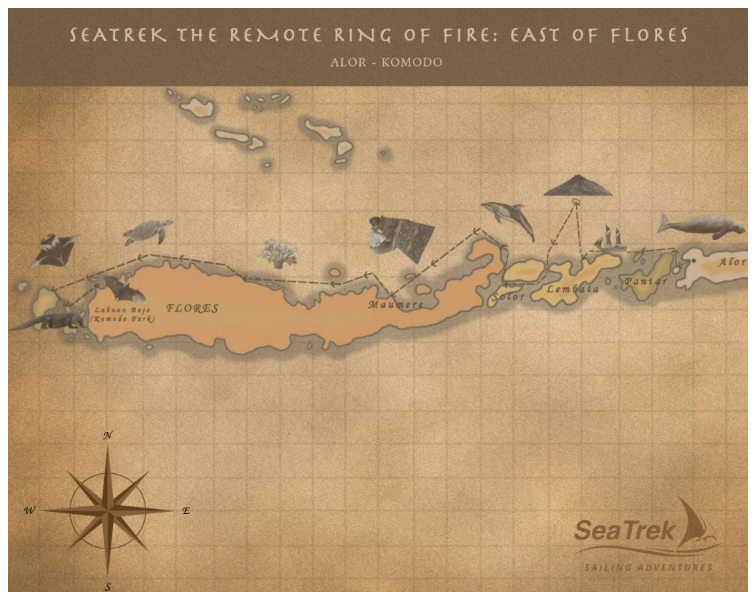 SEATREK THE REMOTE RING OF FIRE: EAST OF FLORES
ALOR - KOMODO
Alor
Pantar
Lembata
Solor
Maumere
FLORES
Labuan Bajo
(Komodo Park)
N
W
E
S
SeaTrek
SAILING ADVENTURES